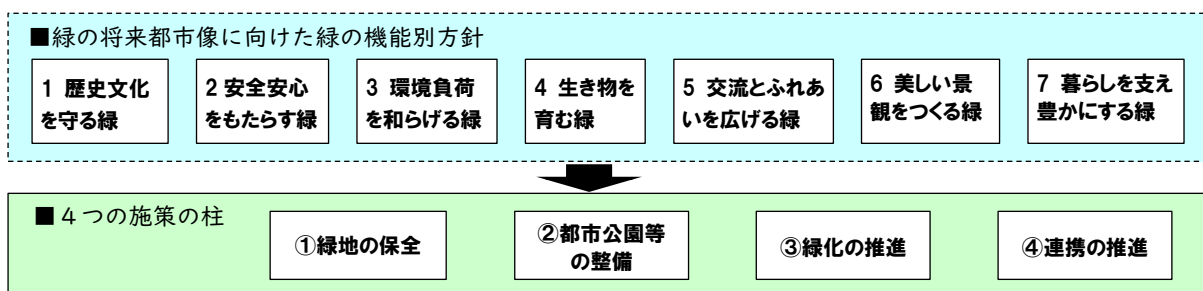 ■緑の将来都市像に向けた緑の機能別方針
1 歴史文化
を守る緑
2 安全安心
をもたらす緑
3 環境負荷
を和らげる緑
4 生き物を
育む緑
5 交流とふれあ
いを広げる緑
6 美しい景
観をつくる緑
7 暮らしを支え
豊かにする緑
■４つの施策の柱
①緑地の保全
②都市公園等
の整備
③緑化の推進
④連携の推進